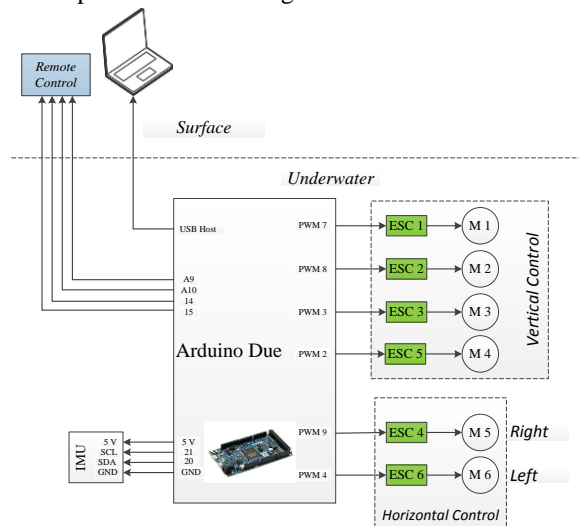 Remote
Control
Surface
Underwater
USB Host
A9
A10
14
15
Arduino Due
5 V
21
20
GND
IMU
5 V
SCL
SDA
GND
PWM 7
PWM 8
PWM 3
PWM 2
PWM 9
PWM 4
ESC 1
M 1
ESC 2
M 2
ESC 3
M 3
ESC 5
M 4
Vertical Control
ESC 4
M 5
Right
ESC 6
M 6
Left
Horizontal Control